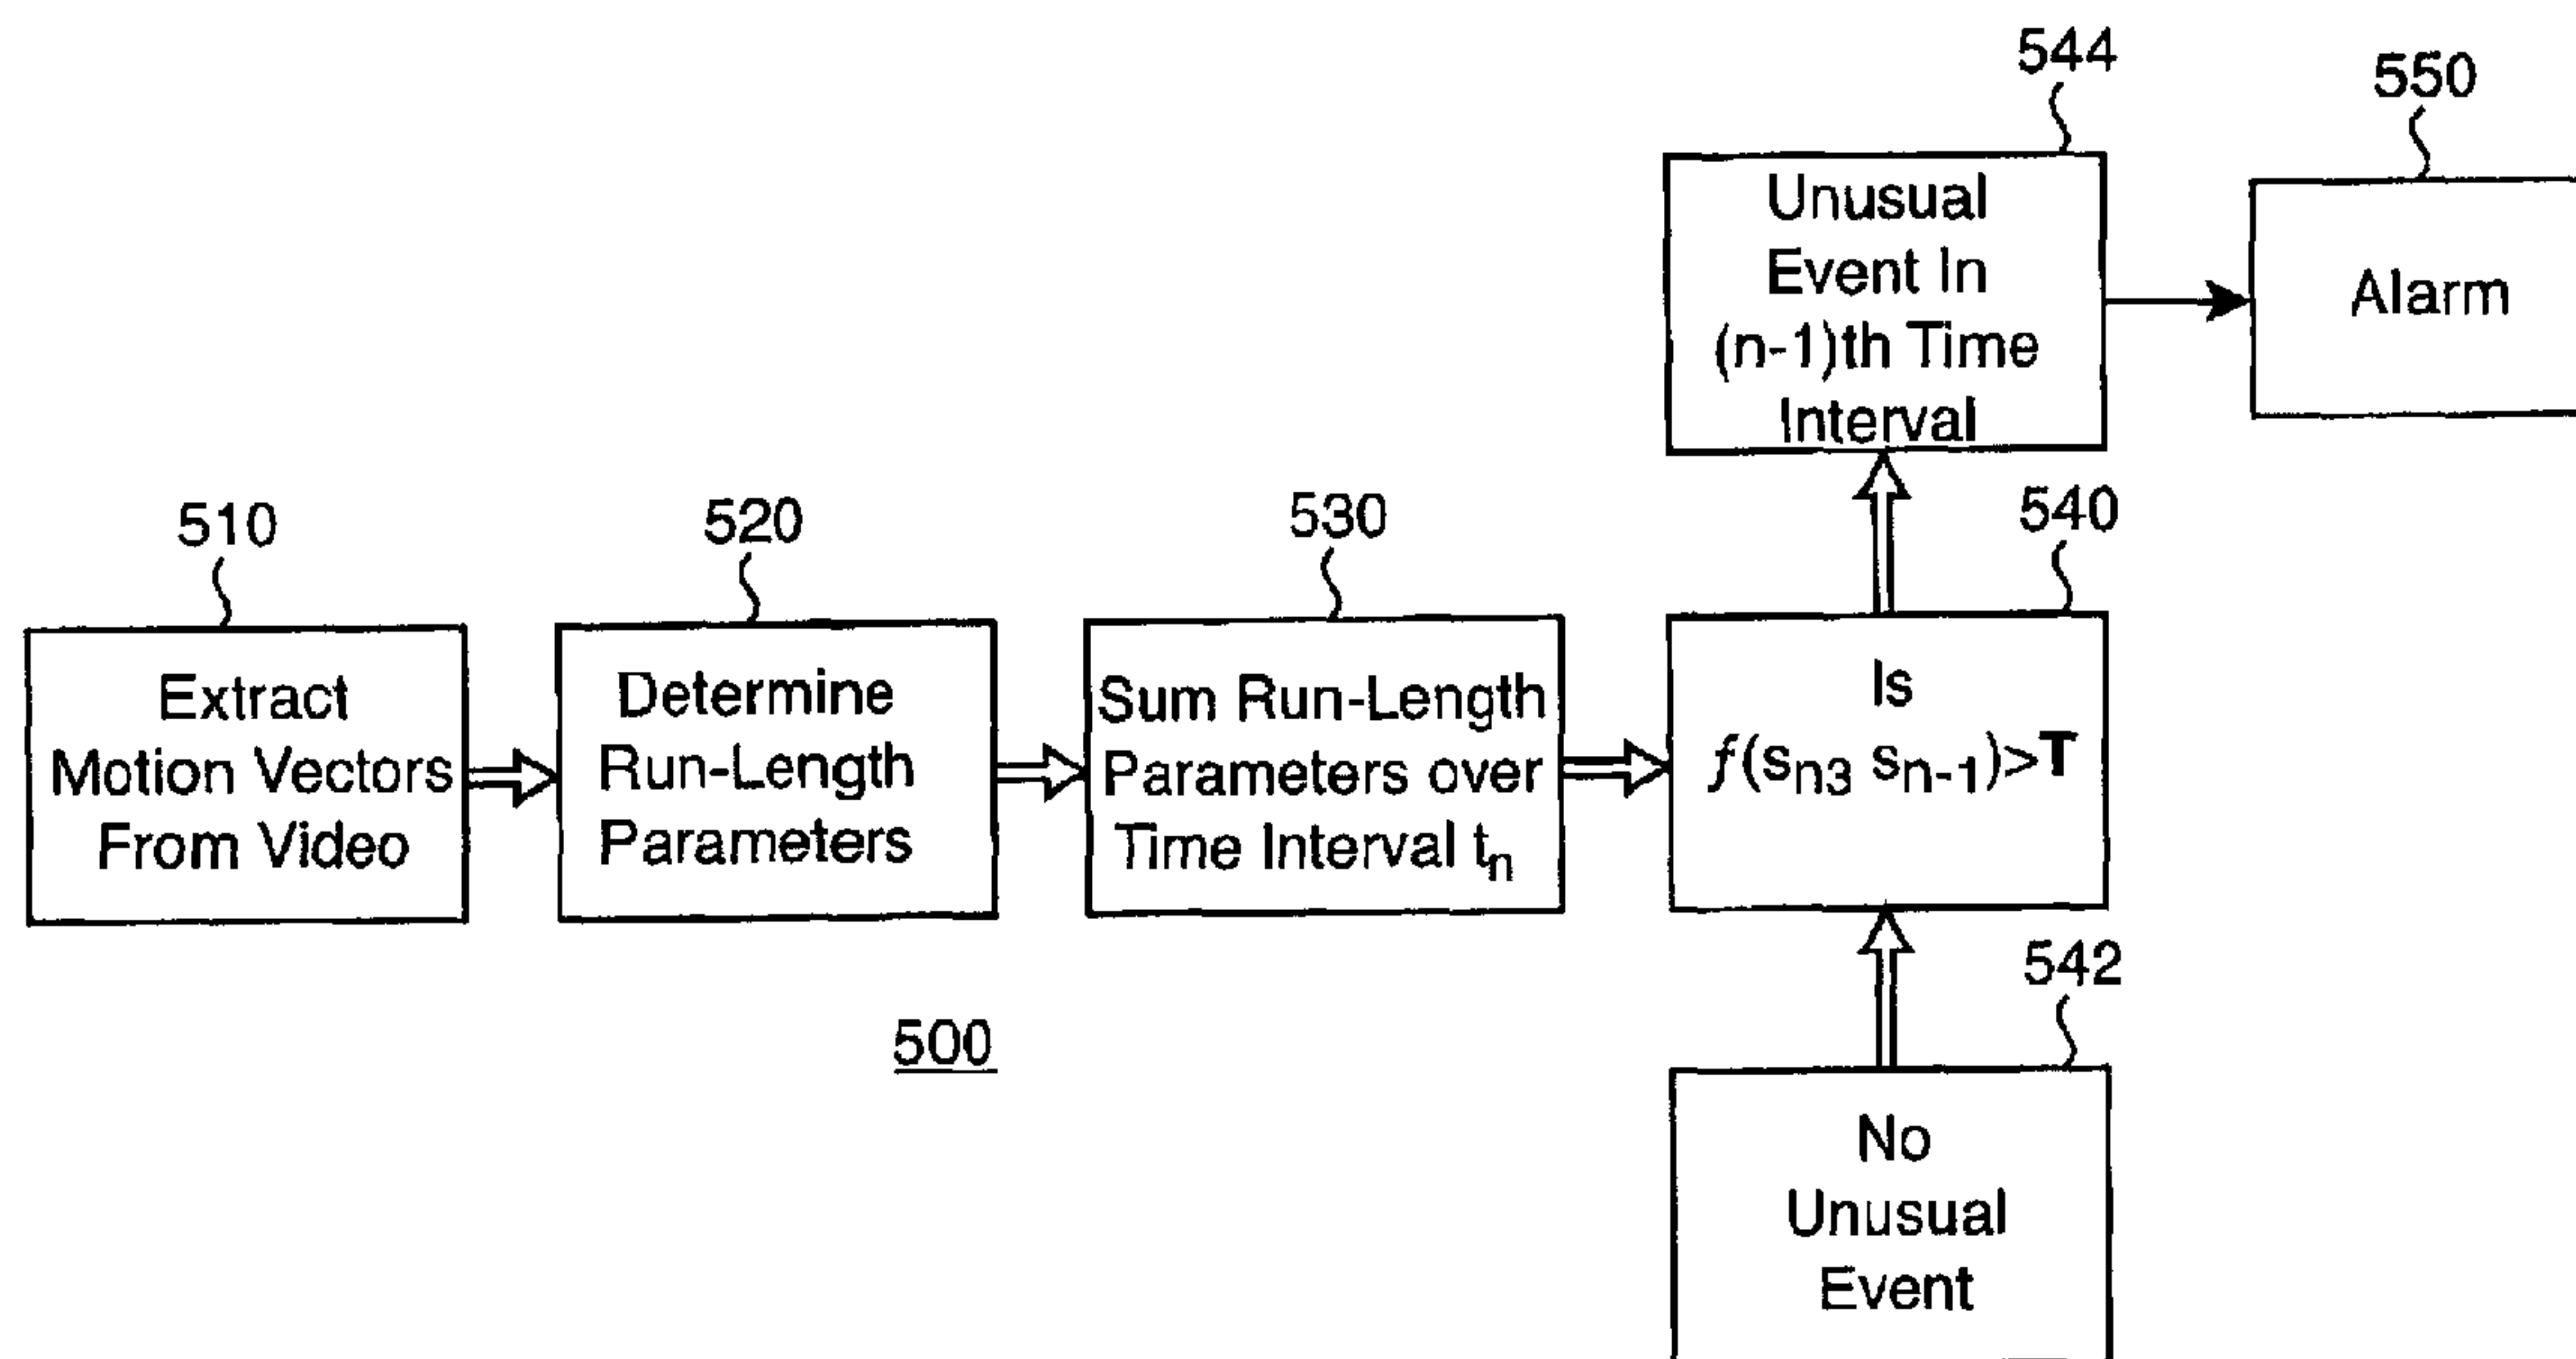 544
550
Unusual
Event In
(n-1)th Time
Interval
Alarm
510
520
530
540
Extract
Motion Vectors
From Video
Determine
Run-Length
Parameters
Sum Run-Length
Parameters over
Time Interval tn
Is
f(sn3 sn-1)>T
542
500
No
Unusual
Event